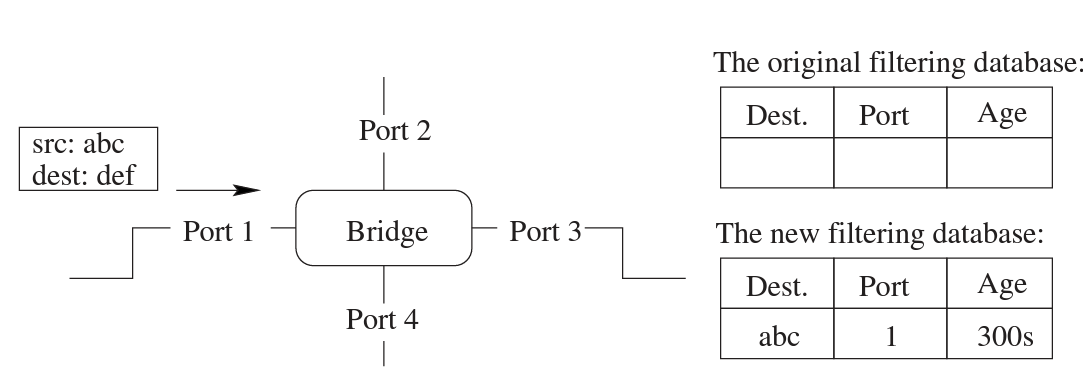 src: abc
dest: def
Port 2
Port 1
Bridge
Port 3
Port 4
The original filtering database:
Dest. Port Age
The new filtering database:
Dest. Port Age
abc 1 300s